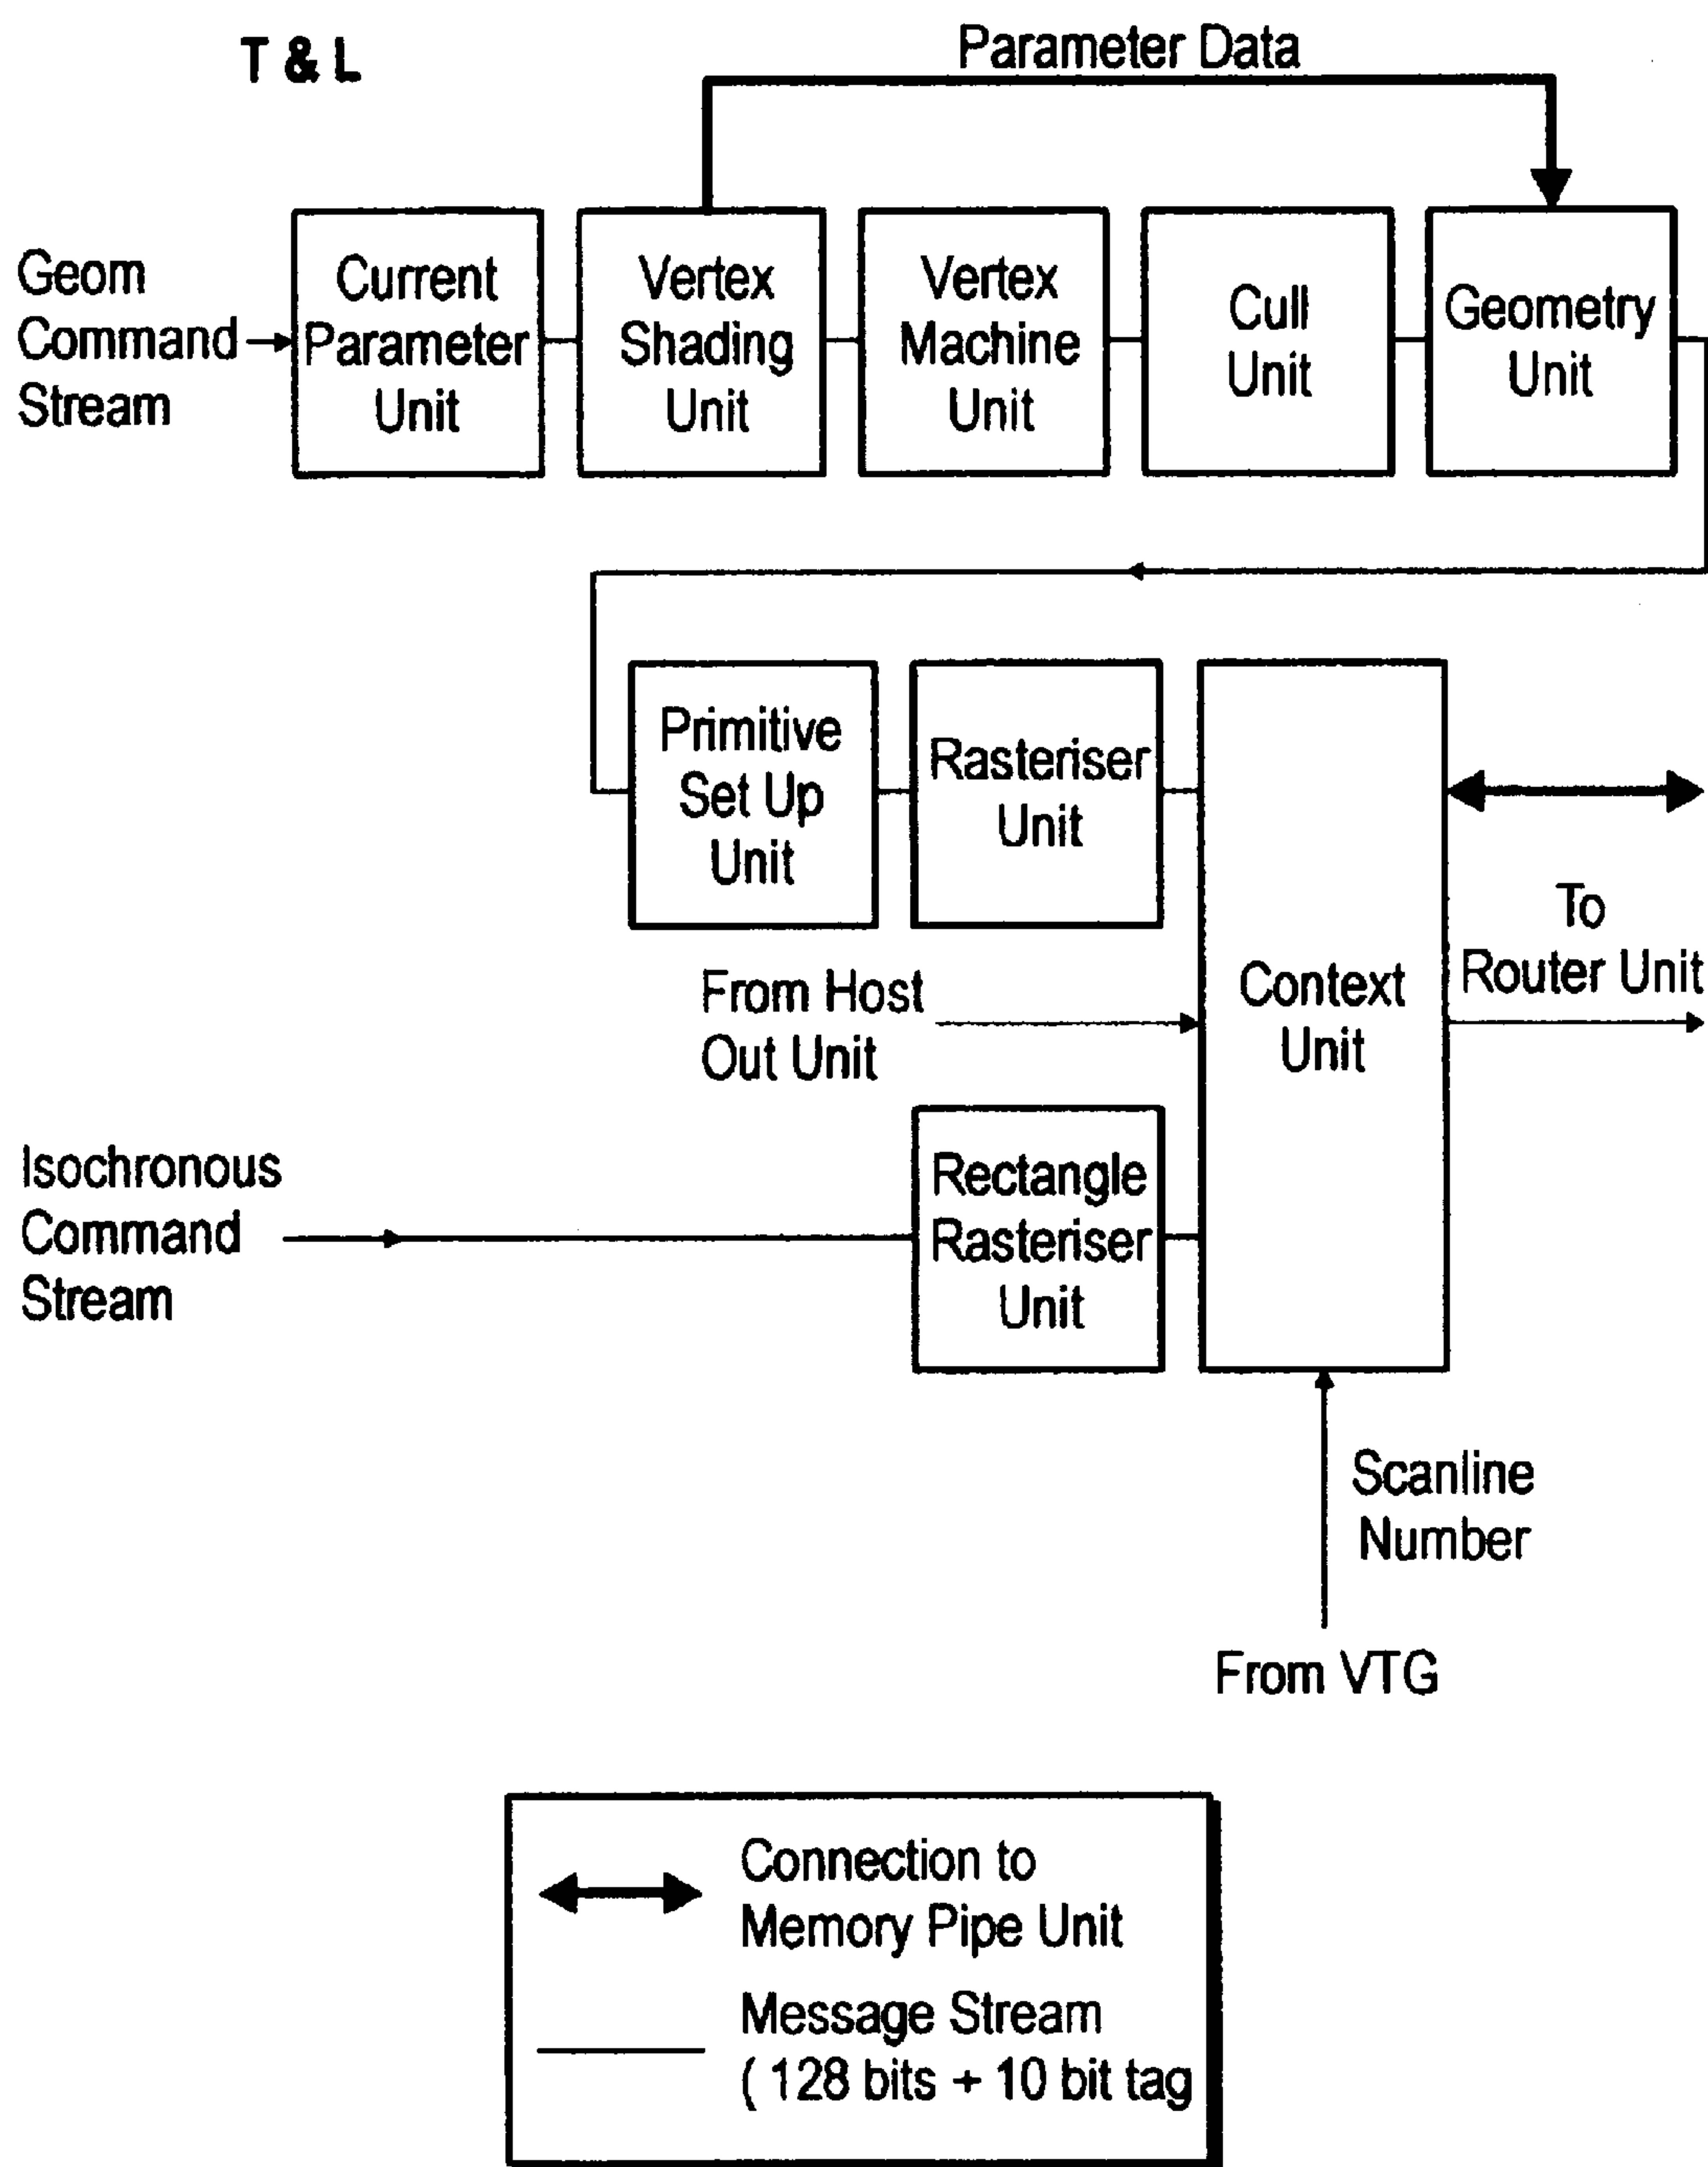 T & L
Parameter Data
Geom
Command
Stream
Current
Parameter
Unit
Vertex
Shading
Unit
Vertex
Machine
Unit
Cull
Unit
Geometry
Unit
Primitive
Set Up
Unit
Rasteriser
Unit
Context
Unit
To
Router Unit
From Host
Out Unit
Isochronous
Command
Stream
Rectangle
Rasteriser
Unit
Scanline
Number
From VTG
Connection to
Memory Pipe Unit
Message Stream
( 128 bits + 10 bit tag